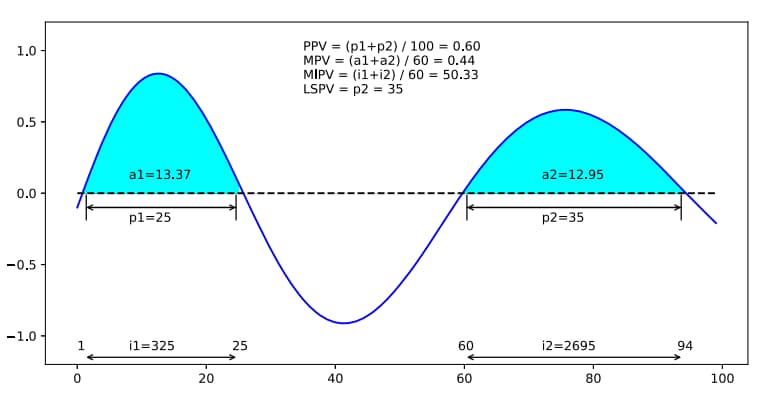 PPV = (p1+p2) / 100 = 0.60
MPV = (a1+a2) / 60 = 0.44
MIPV = (i1+i2) / 60 = 50.33
LSPV = p2 = 35
1.0
0.5
0.0
−0.5
−1.0
a1=13.37
a2=12.95
p1=25
p2=35
1 i1=325 25
60 i2=2695 94
0 20 40 60 80 100